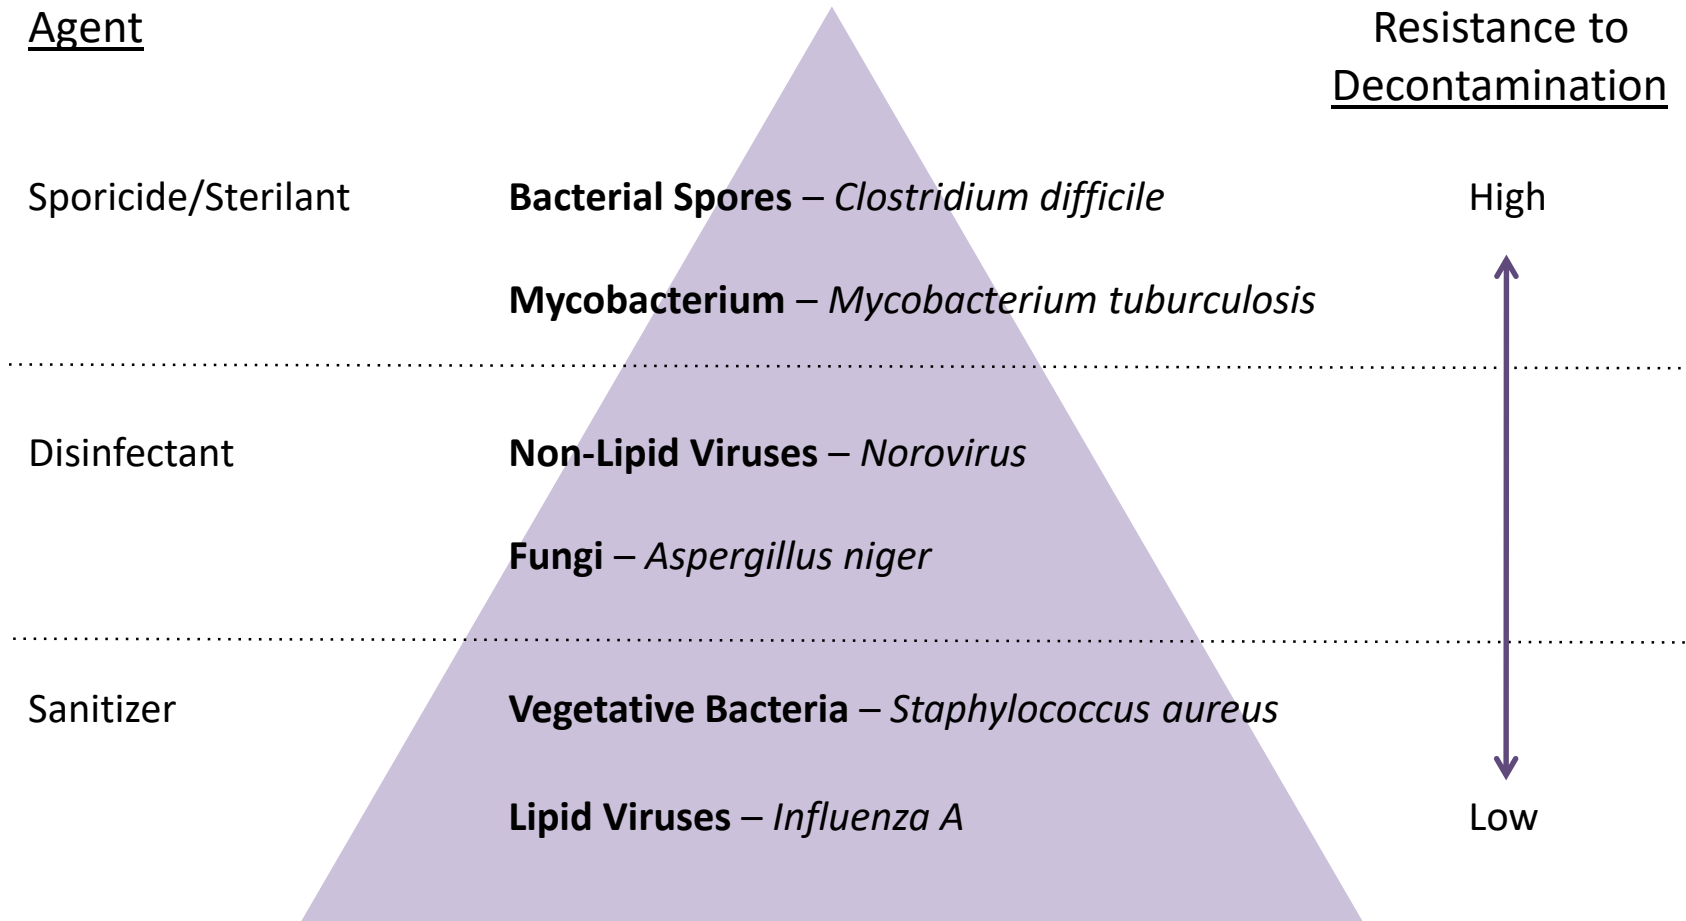 Agent
Resistance to
Decontamination
Sporicide/Sterilant
Bacterial Spores – Clostridium difficile
High
Mycobacterium – Mycobacterium tuburculosis
Disinfectant
Non-Lipid Viruses – Norovirus
Fungi – Aspergillus niger
Sanitizer
Vegetative Bacteria – Staphylococcus aureus
Lipid Viruses – Influenza A
Low